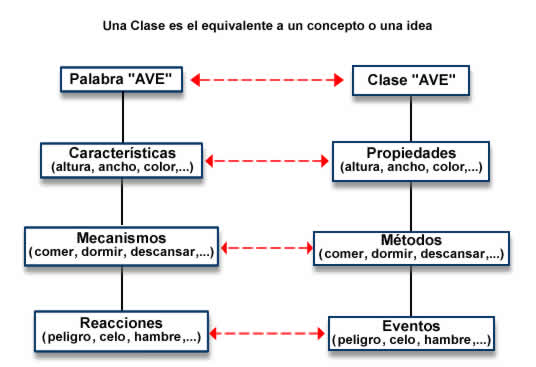 Una Clase es el equivalente a un concepto o una idea
Palabra "AVE"
Clase "AVE"
Características
(altura, ancho, color,...)
Propiedades
(altura, ancho, color,...)
Mecanismos
(comer, dormir, descansar,...)
Métodos
(comer, dormir, descansar,...)
Reacciones
(peligro, celo, hambre,...)
Eventos
(peligro, celo, hambre,...)